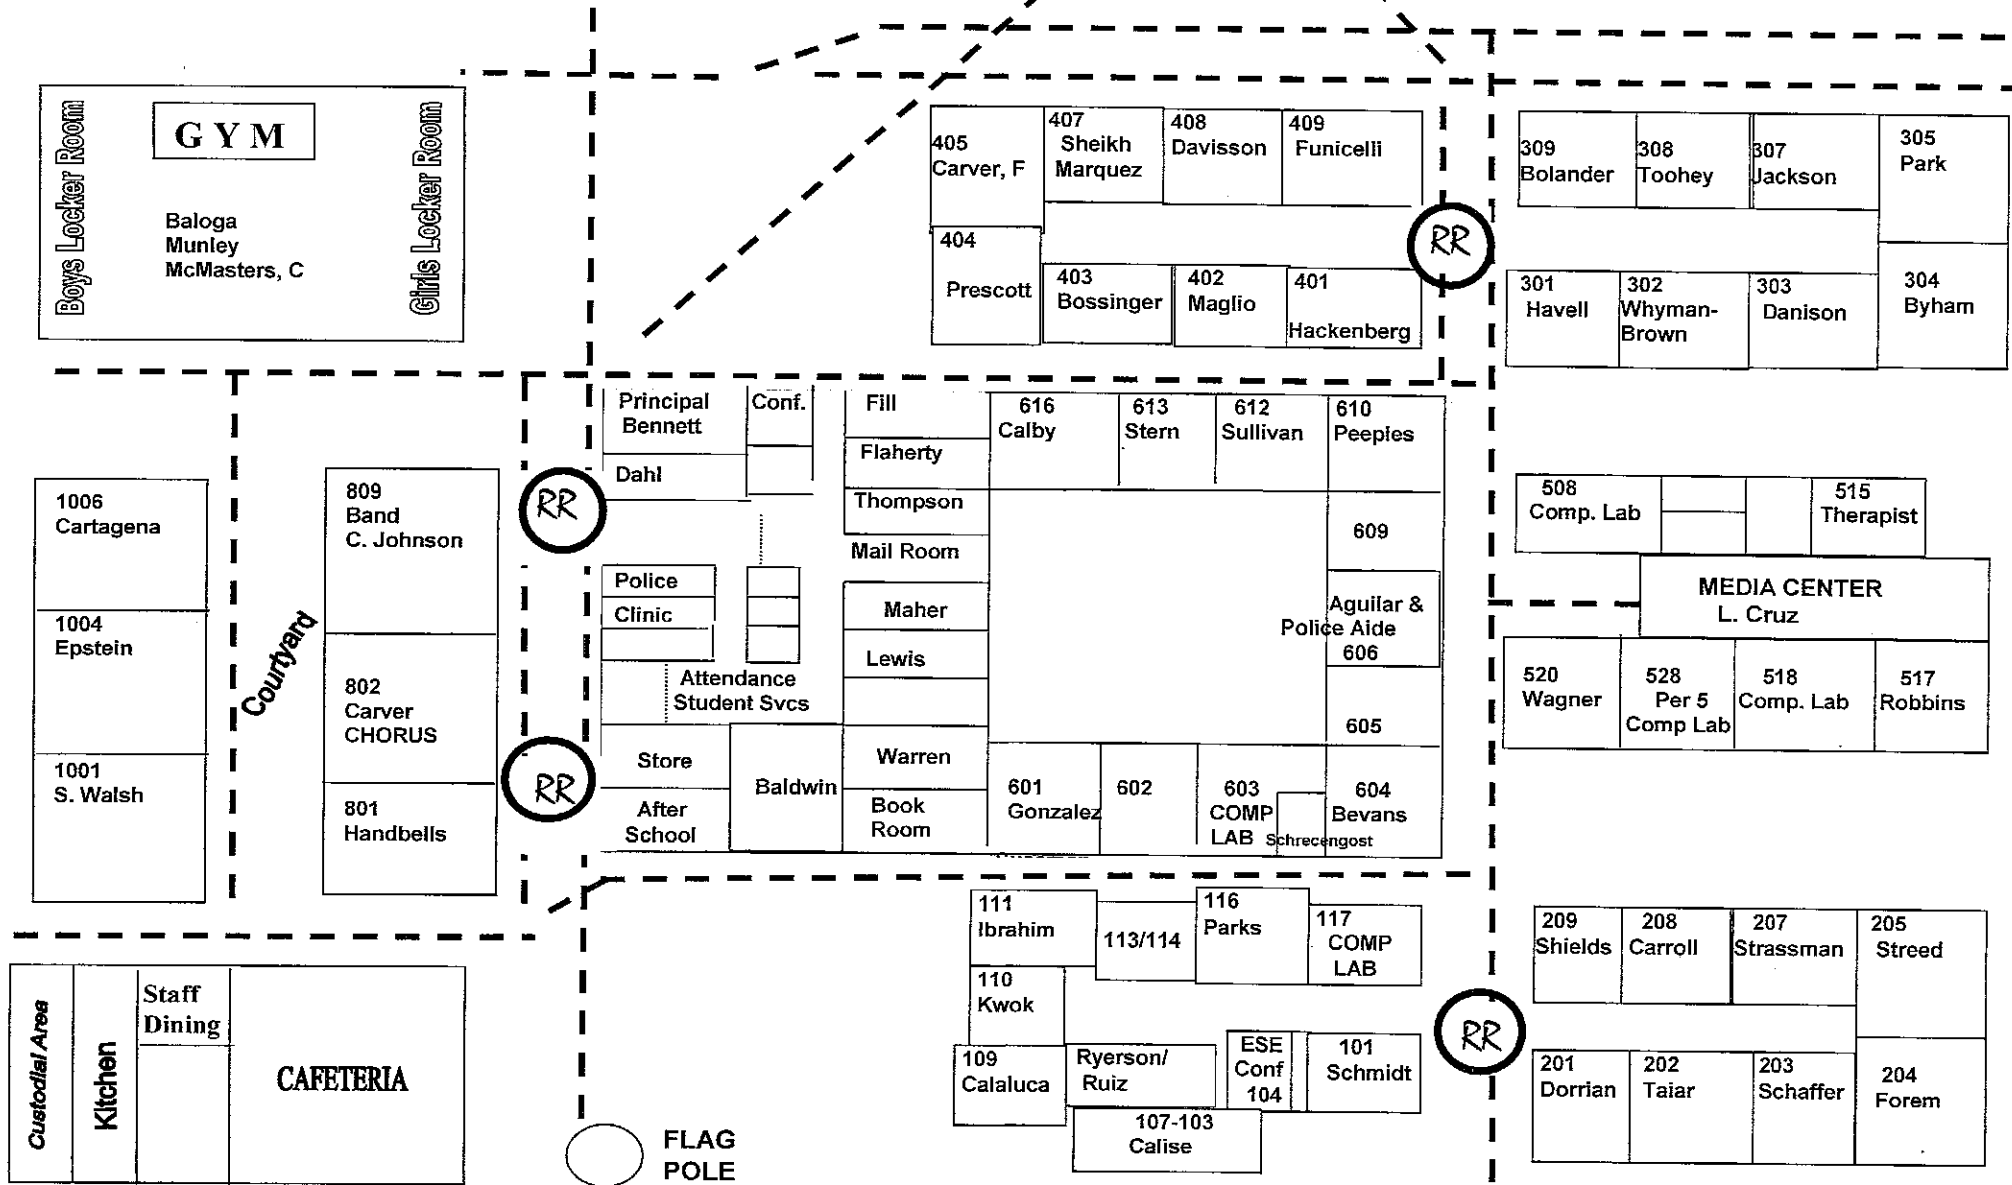 Boys Locker Room
GYM
Baloga
Munley
McMasters, C
Girls Locker Room
405
Carver, F
407
Sheikh
Marquez
408
Davisson
409
Funicelli
404
Prescott
403
Bossinger
402
Maglio
401
Hackenberg
RR
309
Bolander
308
Toohey
307
Jackson
305
Park
301
Havell
302
Whyman-
Brown
303
Danison
304
Byham
1006
Cartagena
1004
Epstein
1001
S. Walsh
Courtyard
809
Band
C. Johnson
802
Carver
CHORUS
801
Handbells
RR
RR
Principal
Bennett
Conf.
Dahl
Police
Clinic
Attendance
Student Svcs
Store
After
School
Baldwin
Fill
Flaherty
Thompson
Mail Room
Maher
Lewis
Warren
Book
Room
616
Calby
613
Stern
612
Sullivan
610
Peeples
609
Aguilar &
Police Aide
606
605
601
Gonzalez
602
603
COMP
LAB
Schrecengost
604
Bevans
508
Comp. Lab
515
Therapist
MEDIA CENTER
L. Cruz
520
Wagner
528
Per 5
Comp Lab
518
Comp. Lab
517
Robbins
Custodial Area
Kitchen
Staff
Dining
CAFETERIA
FLAG
POLE
111
Ibrahim
113/114
116
Parks
117
COMP
LAB
110
Kwok
109
Calaluca
Ryerson/
Ruiz
ESE
Conf
104
101
Schmidt
107-103
Calise
RR
209
Shields
208
Carroll
207
Strassman
205
Streed
201
Dorrian
202
Taiar
203
Schaffer
204
Forem